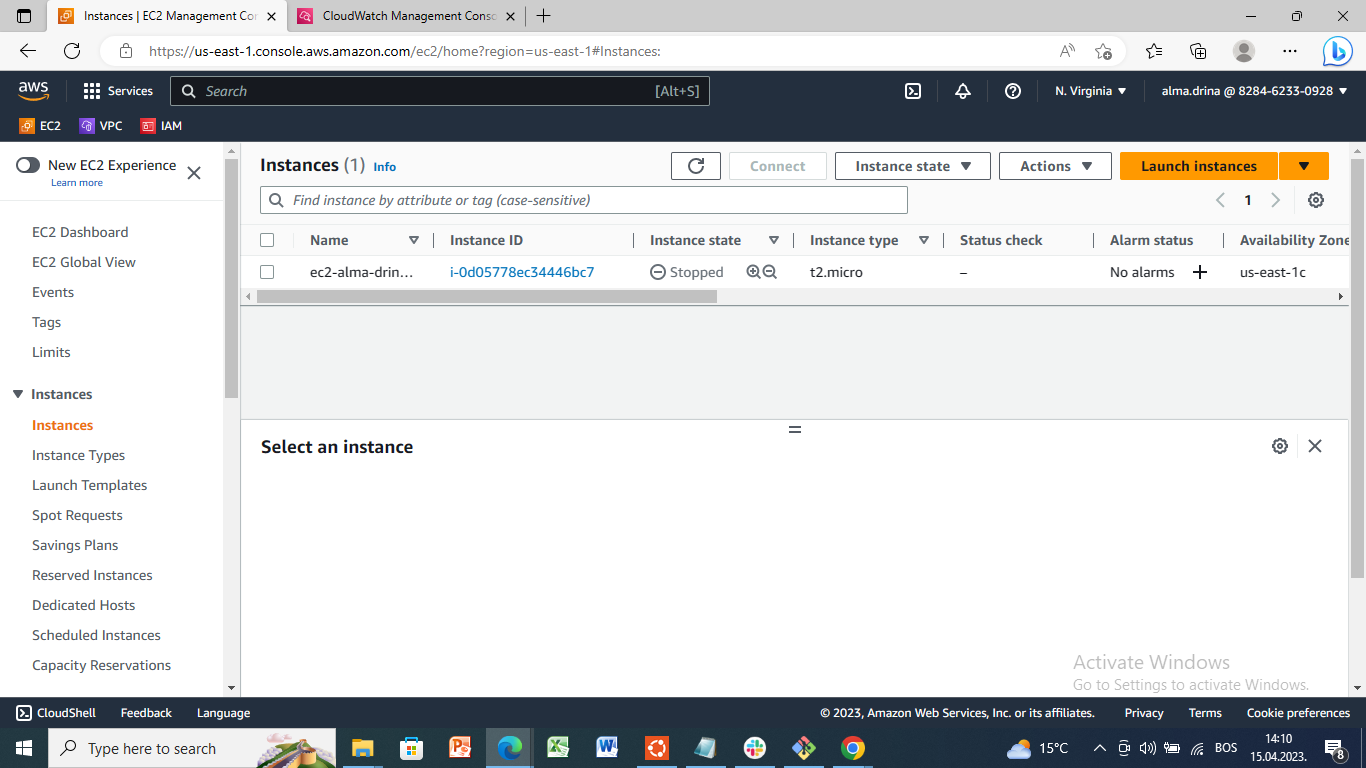 Instances | EC2 Management Con
CloudWatch Management Conso
https://us-east-1.console.aws.amazon.com/ec2/home?region=us-east-1#Instances:
aws
Services
Search
[Alt+S]
N. Virginia
alma.drina @ 8284-6233-0928
EC2
VPC
IAM
New EC2 Experience
Learn more
EC2 Dashboard
EC2 Global View
Events
Tags
Limits
Instances
Instances
Instance Types
Launch Templates
Spot Requests
Savings Plans
Reserved Instances
Dedicated Hosts
Scheduled Instances
Capacity Reservations
Instances (1) Info
Connect
Instance state
Actions
Launch instances
Find instance by attribute or tag (case-sensitive)
1
Name
Instance ID
Instance state
Instance type
Status check
Alarm status
Availability Zone
ec2-alma-drin...
i-0d05778ec34446bc7
Stopped
t2.micro
–
No alarms
us-east-1c
Select an instance
Activate Windows
Go to Settings to activate Windows.
CloudShell
Feedback
Language
© 2023, Amazon Web Services, Inc. or its affiliates.
Privacy
Terms
Cookie preferences
Type here to search
15°C
BOS
14:10
15.04.2023.
8